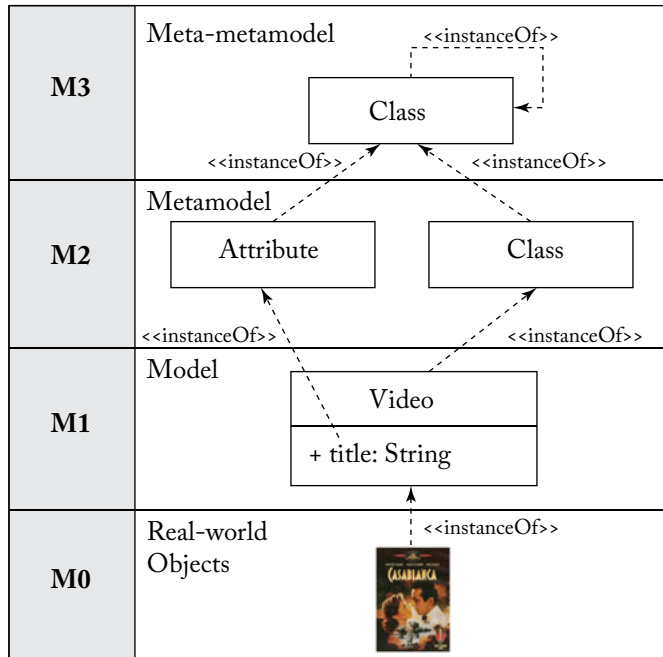 Meta-metamodel
<<instanceOf>>
M3
Class
<<instanceOf>>
<<instanceOf>>
Metamodel
M2
Attribute
Class
<<instanceOf>>
<<instanceOf>>
Model
M1
Video
+ title: String
Real-world
Objects
<<instanceOf>>
M0
CASABLANCA